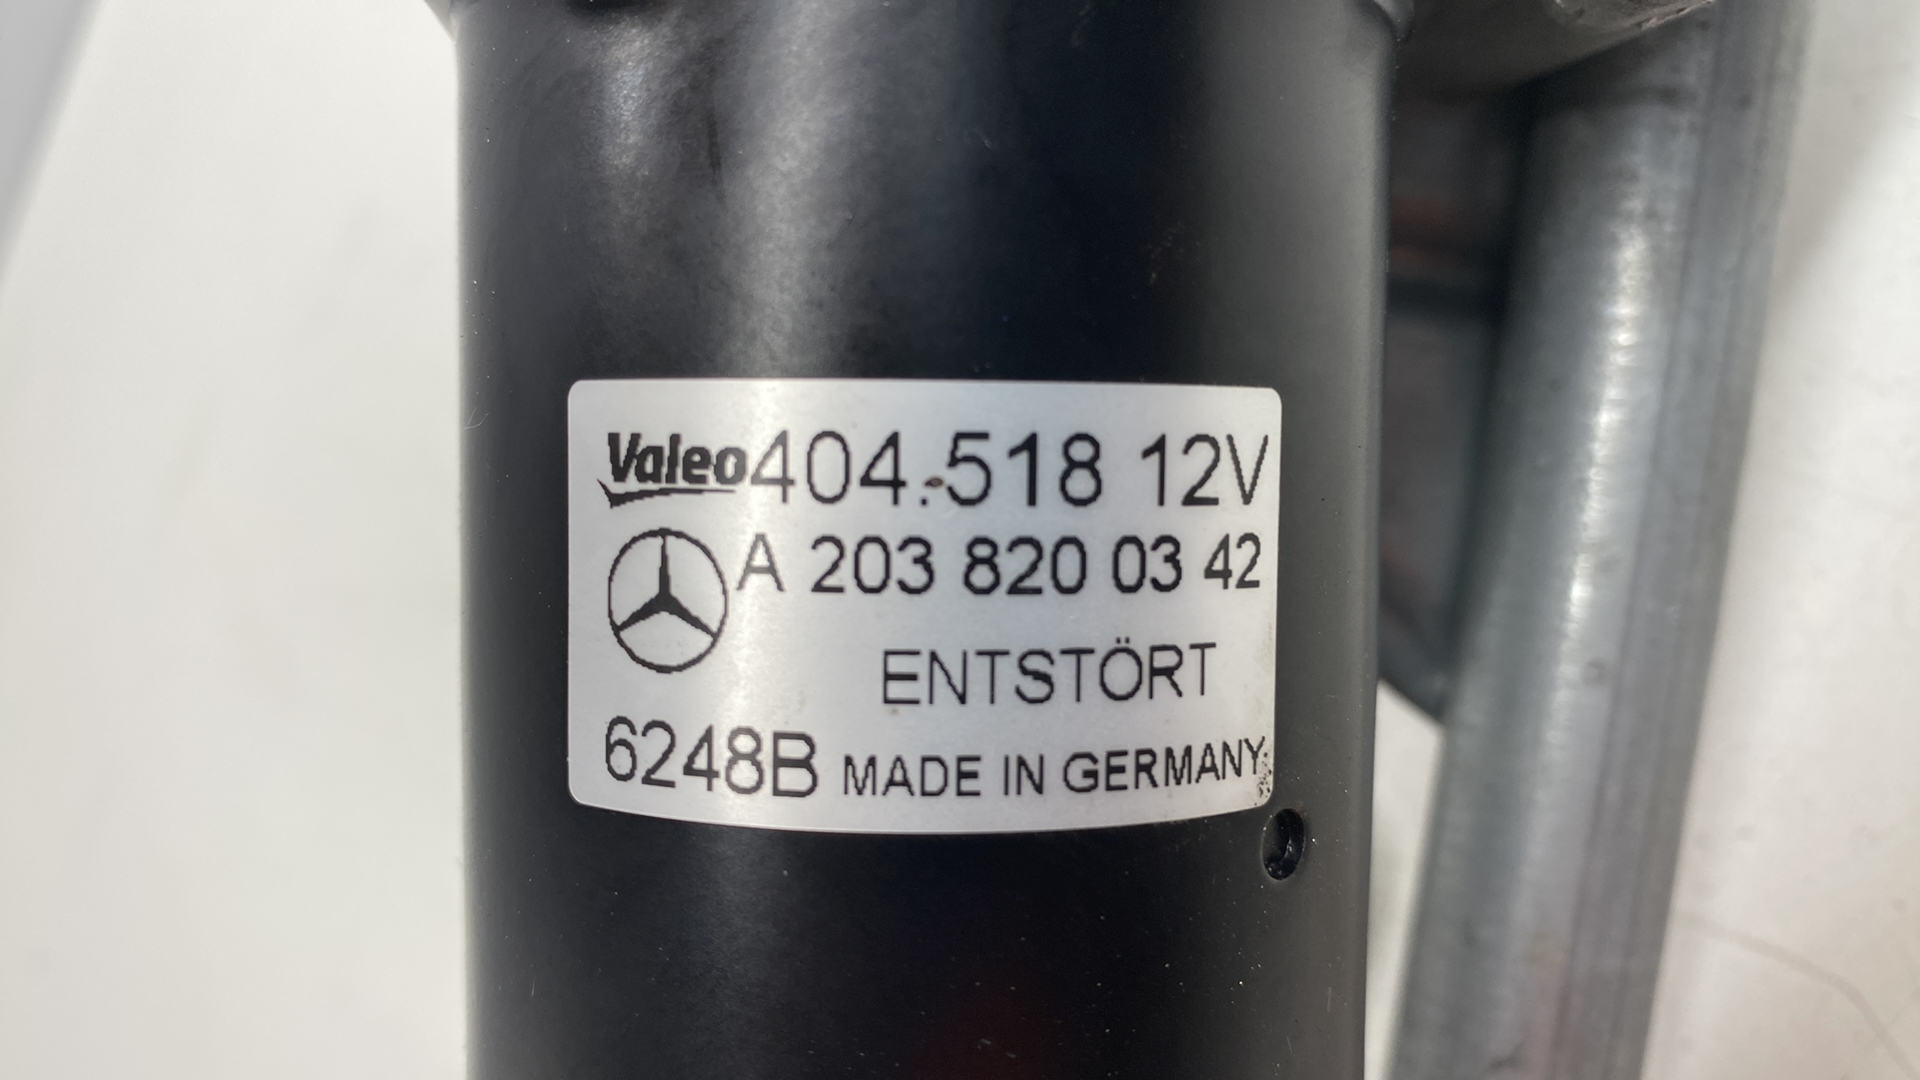 Valeo 404.518 12V
A 203 820 03 42
ENTSTÖRT
6248B MADE IN GERMANY